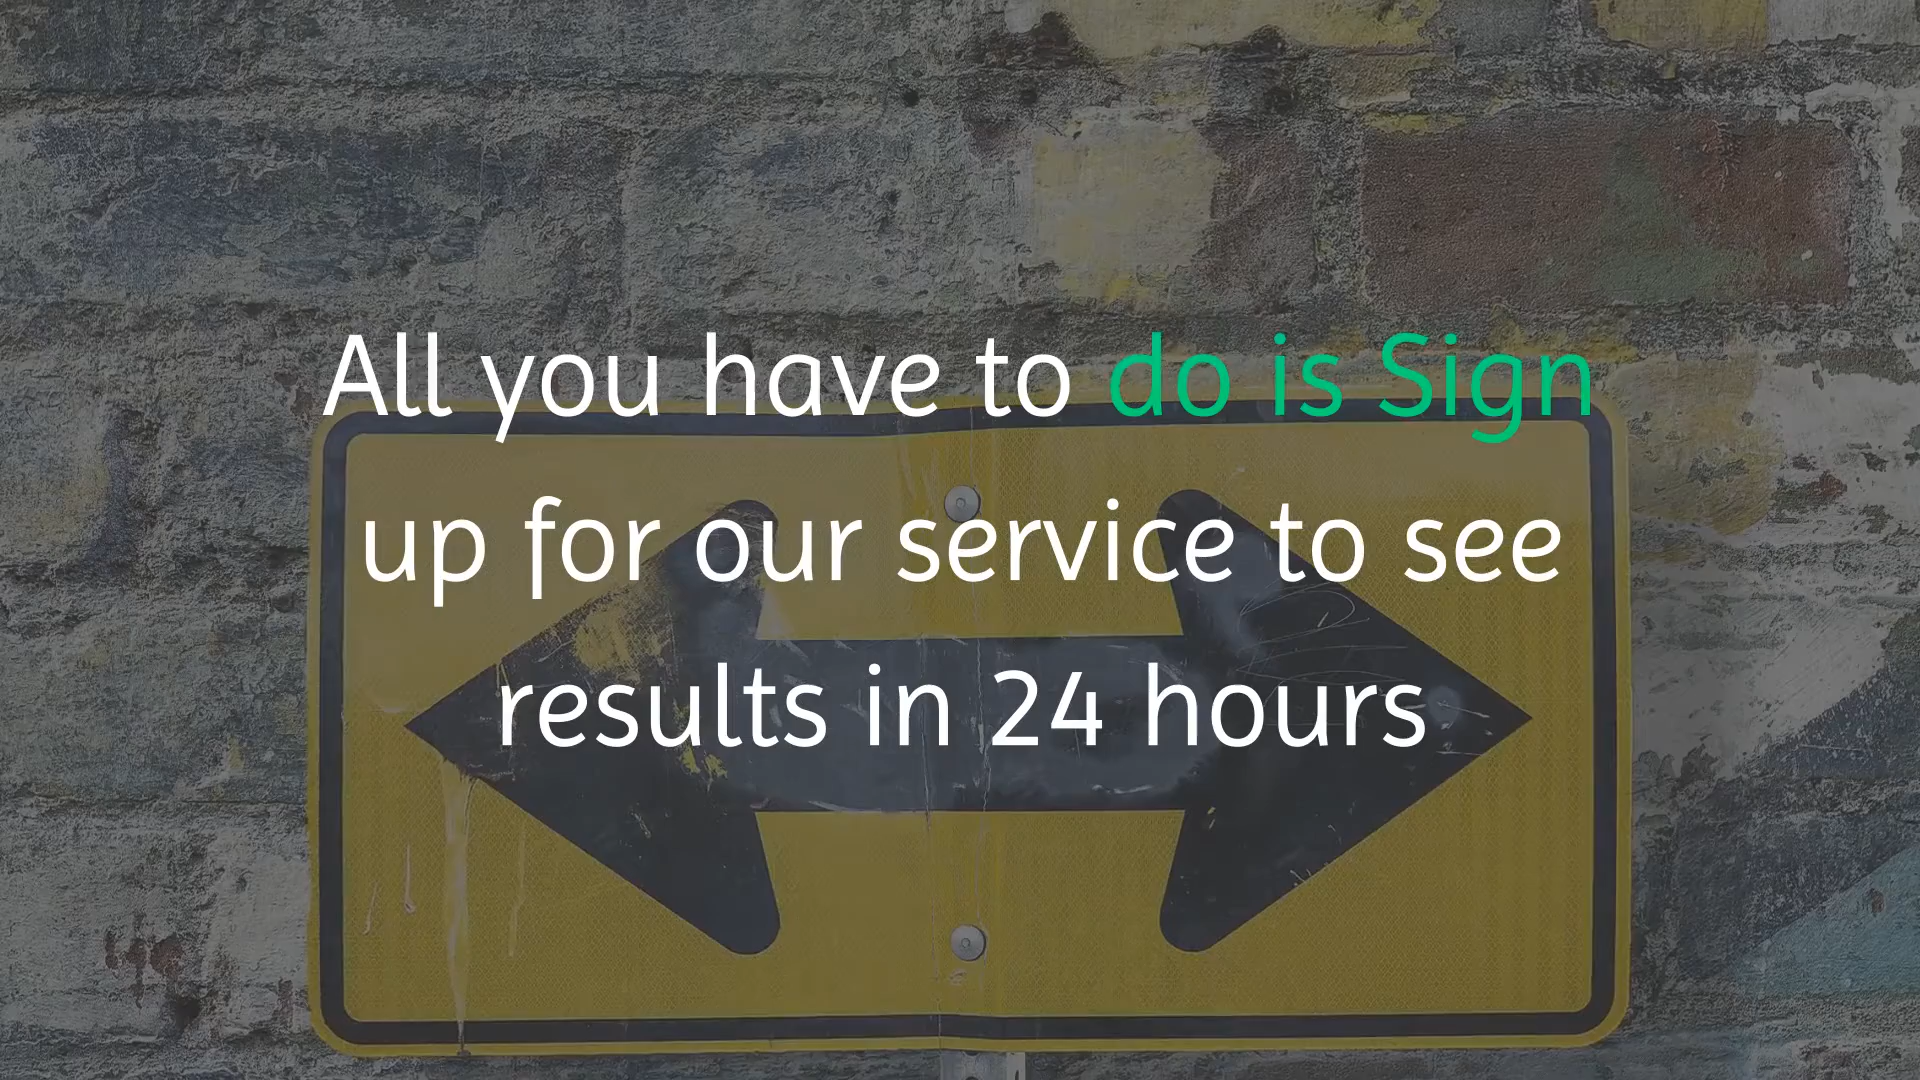 All you have to do is Sign
up for our service to see
results in 24 hours